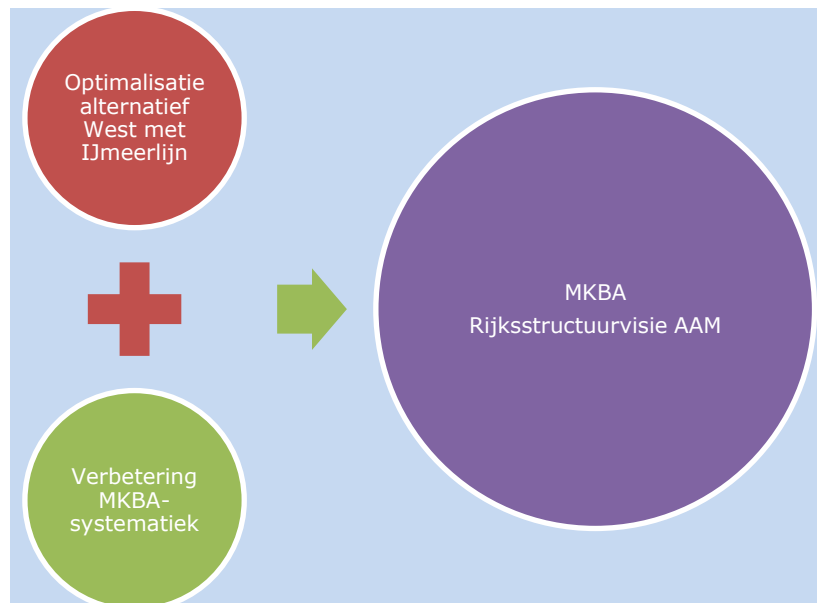 Optimalisatie
alternatief
West met
IJmeerlijn
Verbetering
MKBA-
systematiek
MKBA
Rijksstructuurvisie AAM